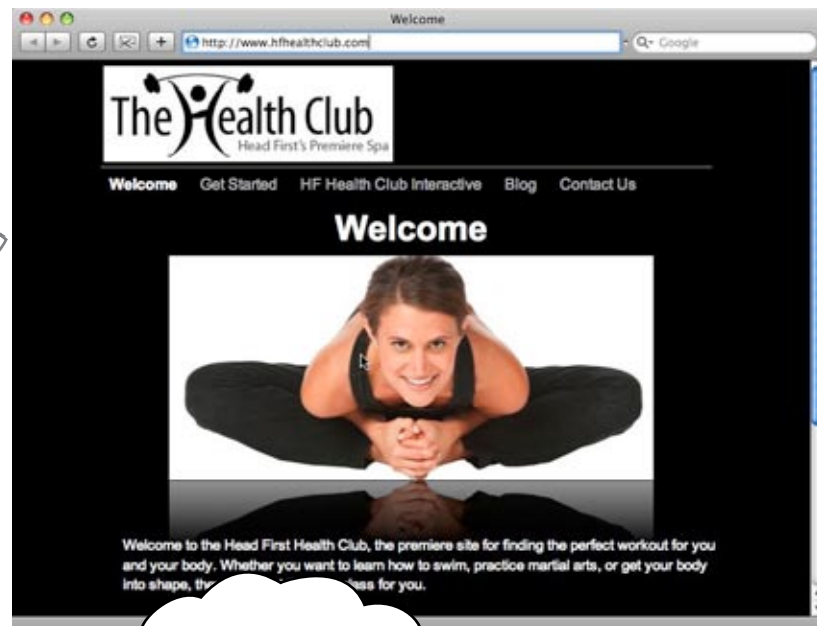 Welcome
http://www.hfhealthclub.com
Google
The Health Club
Head First's Premiere Spa
Welcome Get Started HF Health Club Interactive Blog Contact Us
Welcome
Welcome to the Head First Health Club, the premiere site for finding the perfect workout for you
and your body. Whether you want to learn how to swim, practice martial arts, or get your body
into shape, for you.